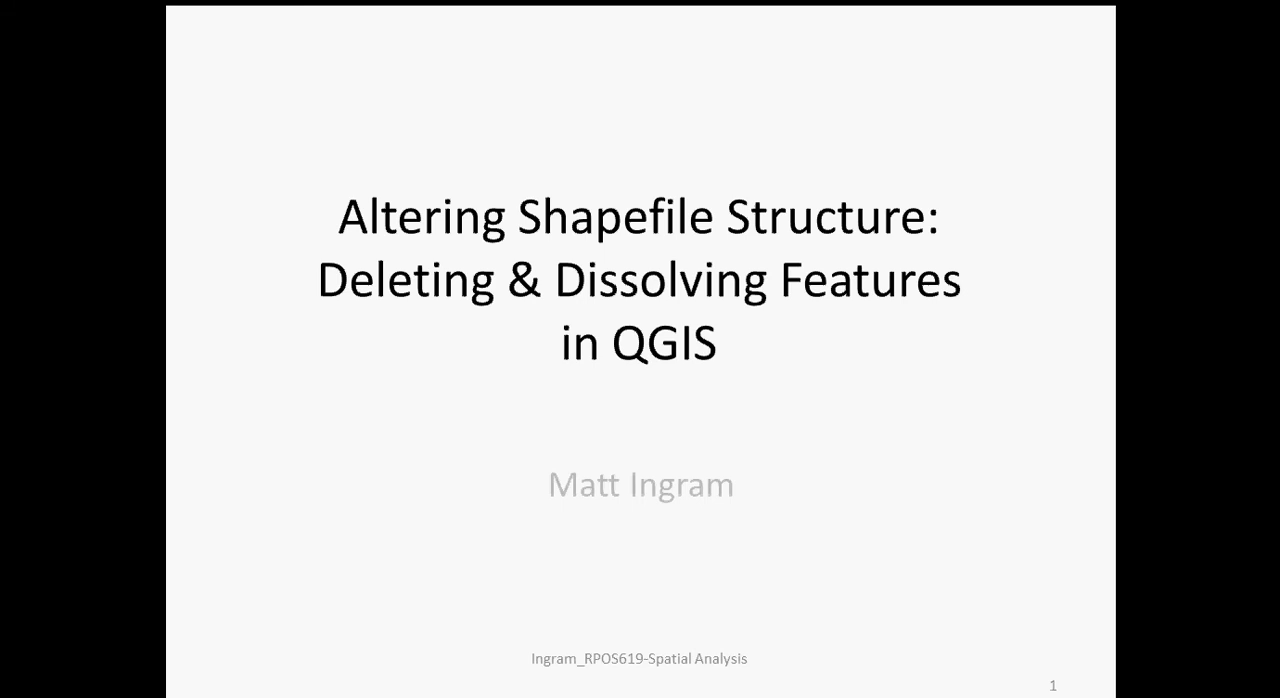 Altering Shapefile Structure:
Deleting & Dissolving Features
in QGIS
Matt Ingram
Ingram_RPOS619-Spatial Analysis
1